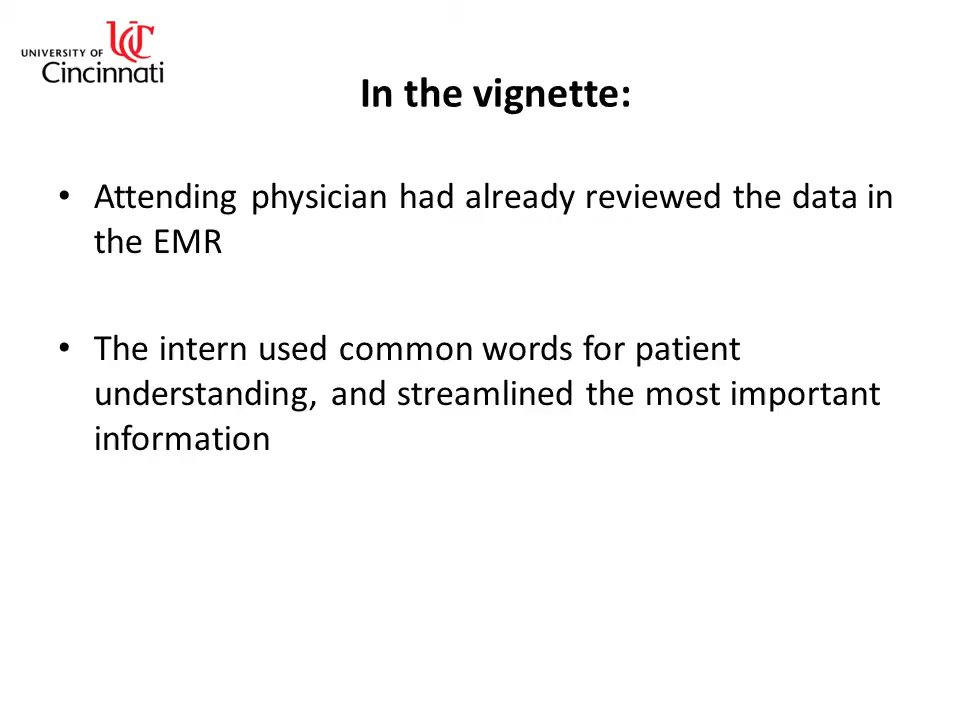 UNIVERSITY OF
UC
Cincinnati
In the vignette:
• Attending physician had already reviewed the data in
the EMR
• The intern used common words for patient
understanding, and streamlined the most important
information